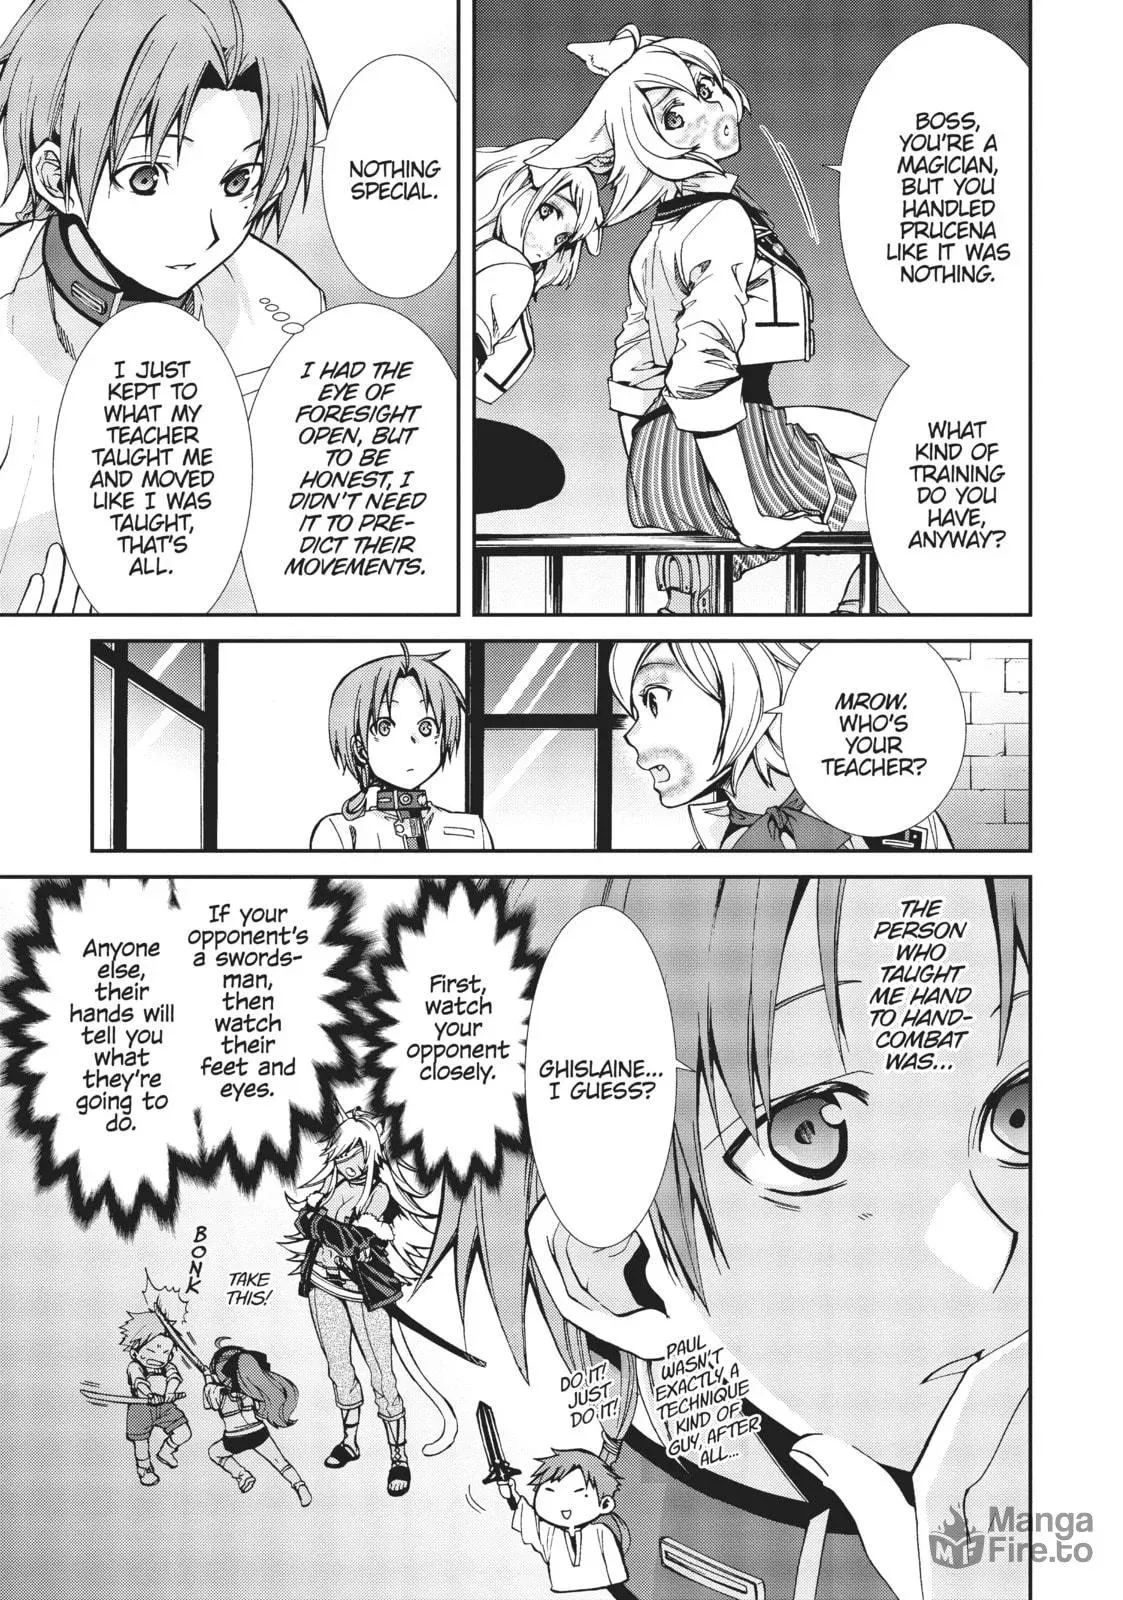 BOSS,
YOU'RE A
MAGICIAN,
BUT YOU
HANDLED
PRUCENA
LIKE IT WAS
NOTHING.
WHAT
KIND OF
TRAINING
DO YOU
HAVE,
ANYWAY?
NOTHING
SPECIAL.
I HAD THE
EYE OF
FORESIGHT
OPEN, BUT
TO BE
HONEST, I
DIDN'T NEED
IT TO PRE-
DICT THEIR
MOVEMENTS.
I JUST
KEPT TO
WHAT MY
TEACHER
TAUGHT ME
AND MOVED
LIKE I WAS
TAUGHT,
THAT'S
ALL.
MROW.
WHO'S
YOUR
TEACHER?
THE
PERSON
WHO
TAUGHT
ME HAND
TO HAND-
COMBAT
WAS...
GHISLAINE...
I GUESS?
First,
watch
your
opponent
closely.
If your
opponent's
a swords-
man,
then
watch
their
feet and
eyes.
Anyone
else,
their
hands will
tell you
what
they're
going to
do.
BONK
TAKE
THIS!
PAUL
WASN'T
EXACTLY A
TECHNIQUE
KIND OF
GUY, AFTER
ALL...
DO IT!
JUST
DO IT!
Manga
Fire.to
MF